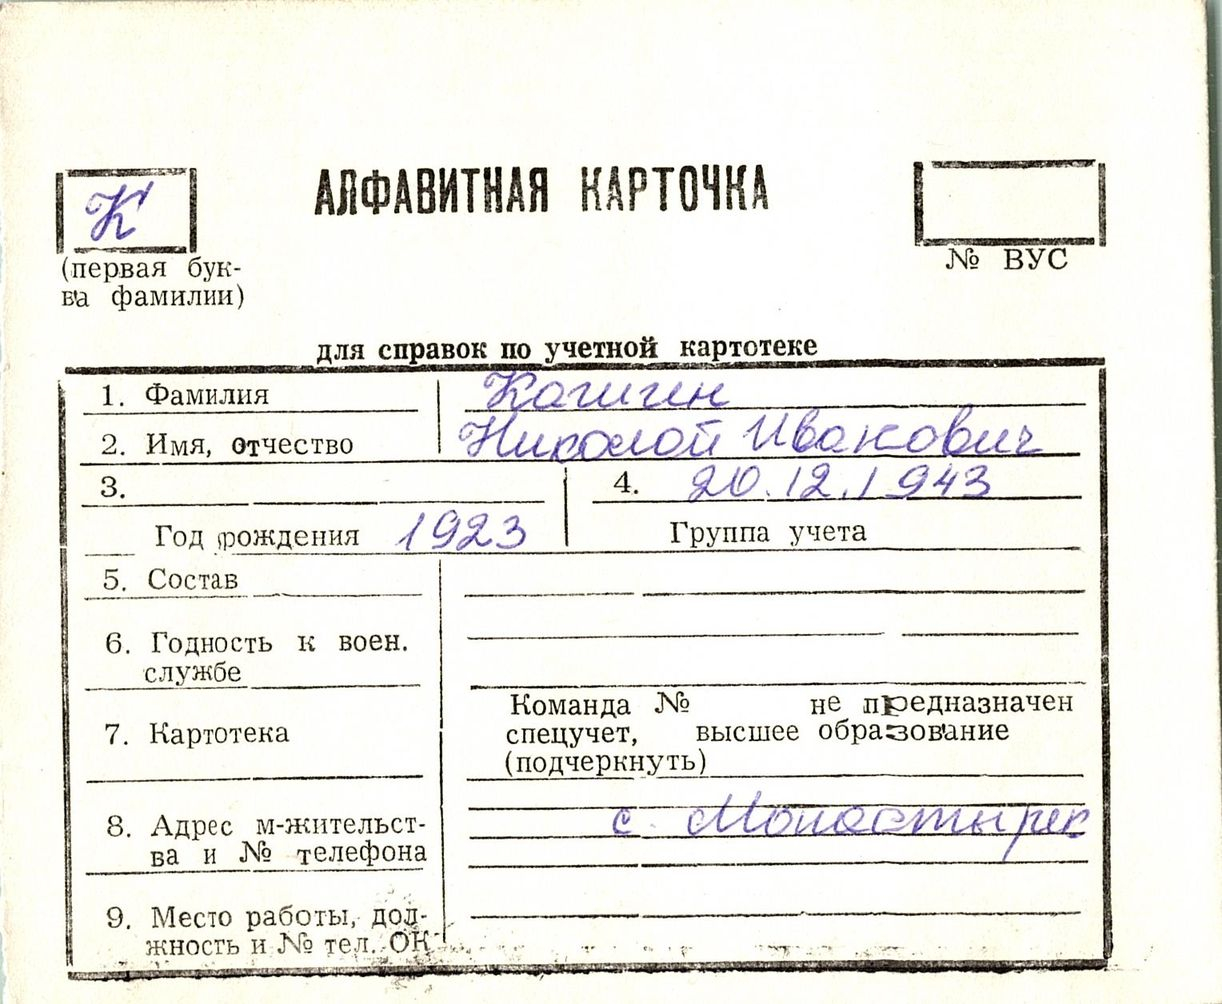 К
АЛФАВИТНАЯ КАРТОЧКА
(первая бук-
ва фамилии)
№ ВУС
для справок по учетной картотеке
1. Фамилия
2. Имя, отчество Николай Иванович
3. 4. 20.12.1943
Год рождения 1923 Группа учета
5. Состав
6. Годность к воен.
службе
7. Картотека
Команда № не предназначен
спецучет, высшее образование
(подчеркнуть)
8. Адрес м-жительст-
ва и № телефона
с. Монастырек
9. Место работы, дол-
жность и № тел. ОК